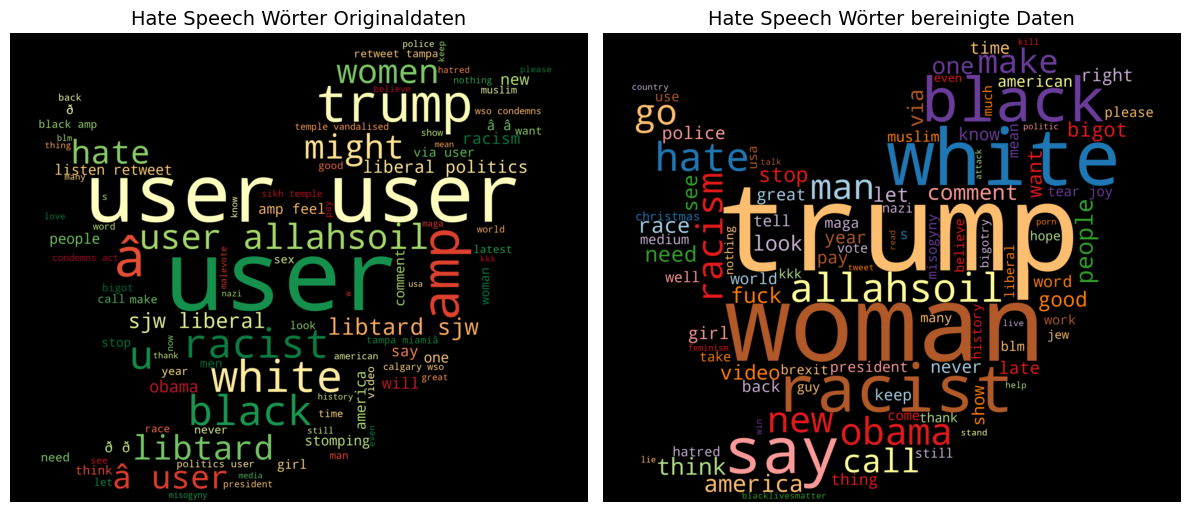 Hate Speech Wörter Originaldaten
police
keep
retweet tampa
women
hatred
please
nothing
new
believe
muslim
back
ð
trump
wso condemns
black amp
temple vandalised
show
â â
want
blm
thing
hate
might
mean
racism
via user
many
listen retweet
good
liberal politics
s
user user
know
sikh temple
pay
love
word
amp feel
maga
world
people
user allahsoil
latest
condemns act
â
sex
amp
kkk
bigot
user
malevote
comment
woman
call
make
nazi
w
usa
sjw liberal
look
libtard sjw
stop
u
now
racist
tampa miamiâ
thank
men
american
say
one
year
calgary wso
white
video
great
obama
will
history
black
america
time
race
never
still
stomping
even
ð ð
libtard
man
need
see
politics user
girl
think
media
let
â user
president
misogyny
Hate Speech Wörter bereinigte Daten
time
kill
one
make
even
american
right
country
use
via
black
much
please
go
police
muslim
know
mean
politic
bigot
hate
usa
talk
white
attack
want
see
racism
stop
great
man
let
comment
tear joy
christmas
trump
nazi
porn
race
tell
maga
s
misogyny
bigotry
hope
people
medium
nothing
look
year
vote
read
believe
need
pay
liberal
well
world
kkk
tweet
word
fuck
allahsoil
good
girl
woman
many
history
live
work
feminism
blm
jew
take
video
brexit
president
never
late
back
guy
racist
keep
help
new
come
thank
show
win
obama
stand
say
still
hatred
lie
think
call
thing
america
blacklivesmatter